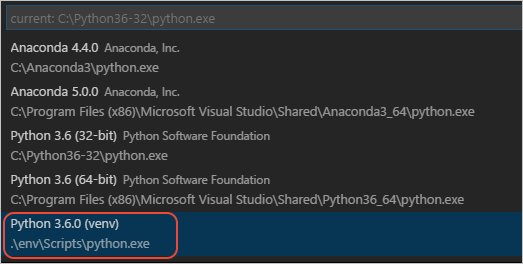 current: C:\Python36-32\python.exe
Anaconda 4.4.0 Anaconda, Inc.
C:\Anaconda3\python.exe
Anaconda 5.0.0 Anaconda, Inc.
C:\Program Files (x86)\Microsoft Visual Studio\Shared\Anaconda3_64\python.exe
Python 3.6 (32-bit) Python Software Foundation
C:\Python36-32\python.exe
Python 3.6 (64-bit) Python Software Foundation
C:\Program Files (x86)\Microsoft Visual Studio\Shared\Python36_64\python.exe
Python 3.6.0 (venv)
.\env\Scripts\python.exe